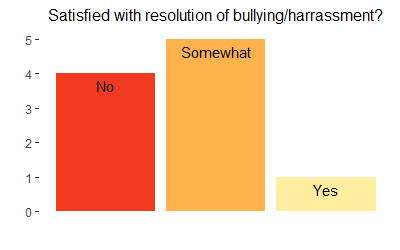 Satisfied with resolution of bullying/harrassment?
5
Somewhat
4
No
3
2
1
Yes
0